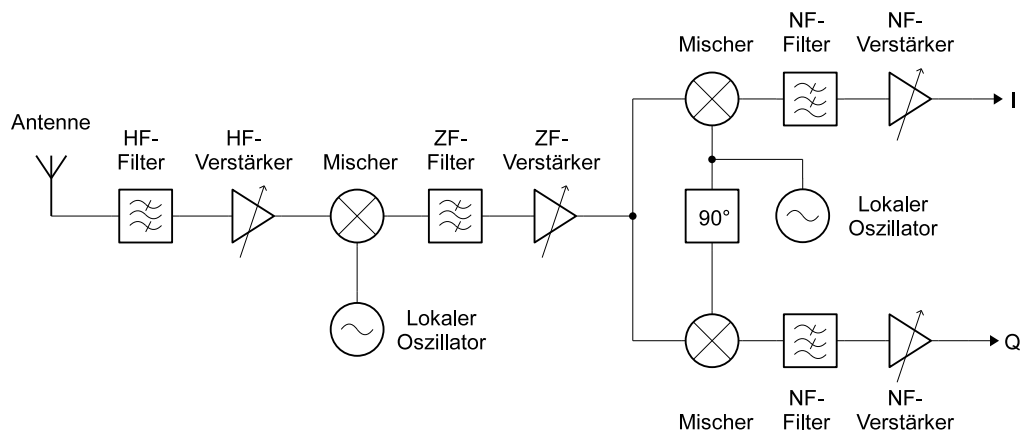 Mischer
NF-
Filter
NF-
Verstärker
I
Antenne
HF-
Filter
HF-
Verstärker
Mischer
ZF-
Filter
ZF-
Verstärker
90°
Lokaler
Oszillator
Lokaler
Oszillator
Q
Mischer
NF-
Filter
NF-
Verstärker